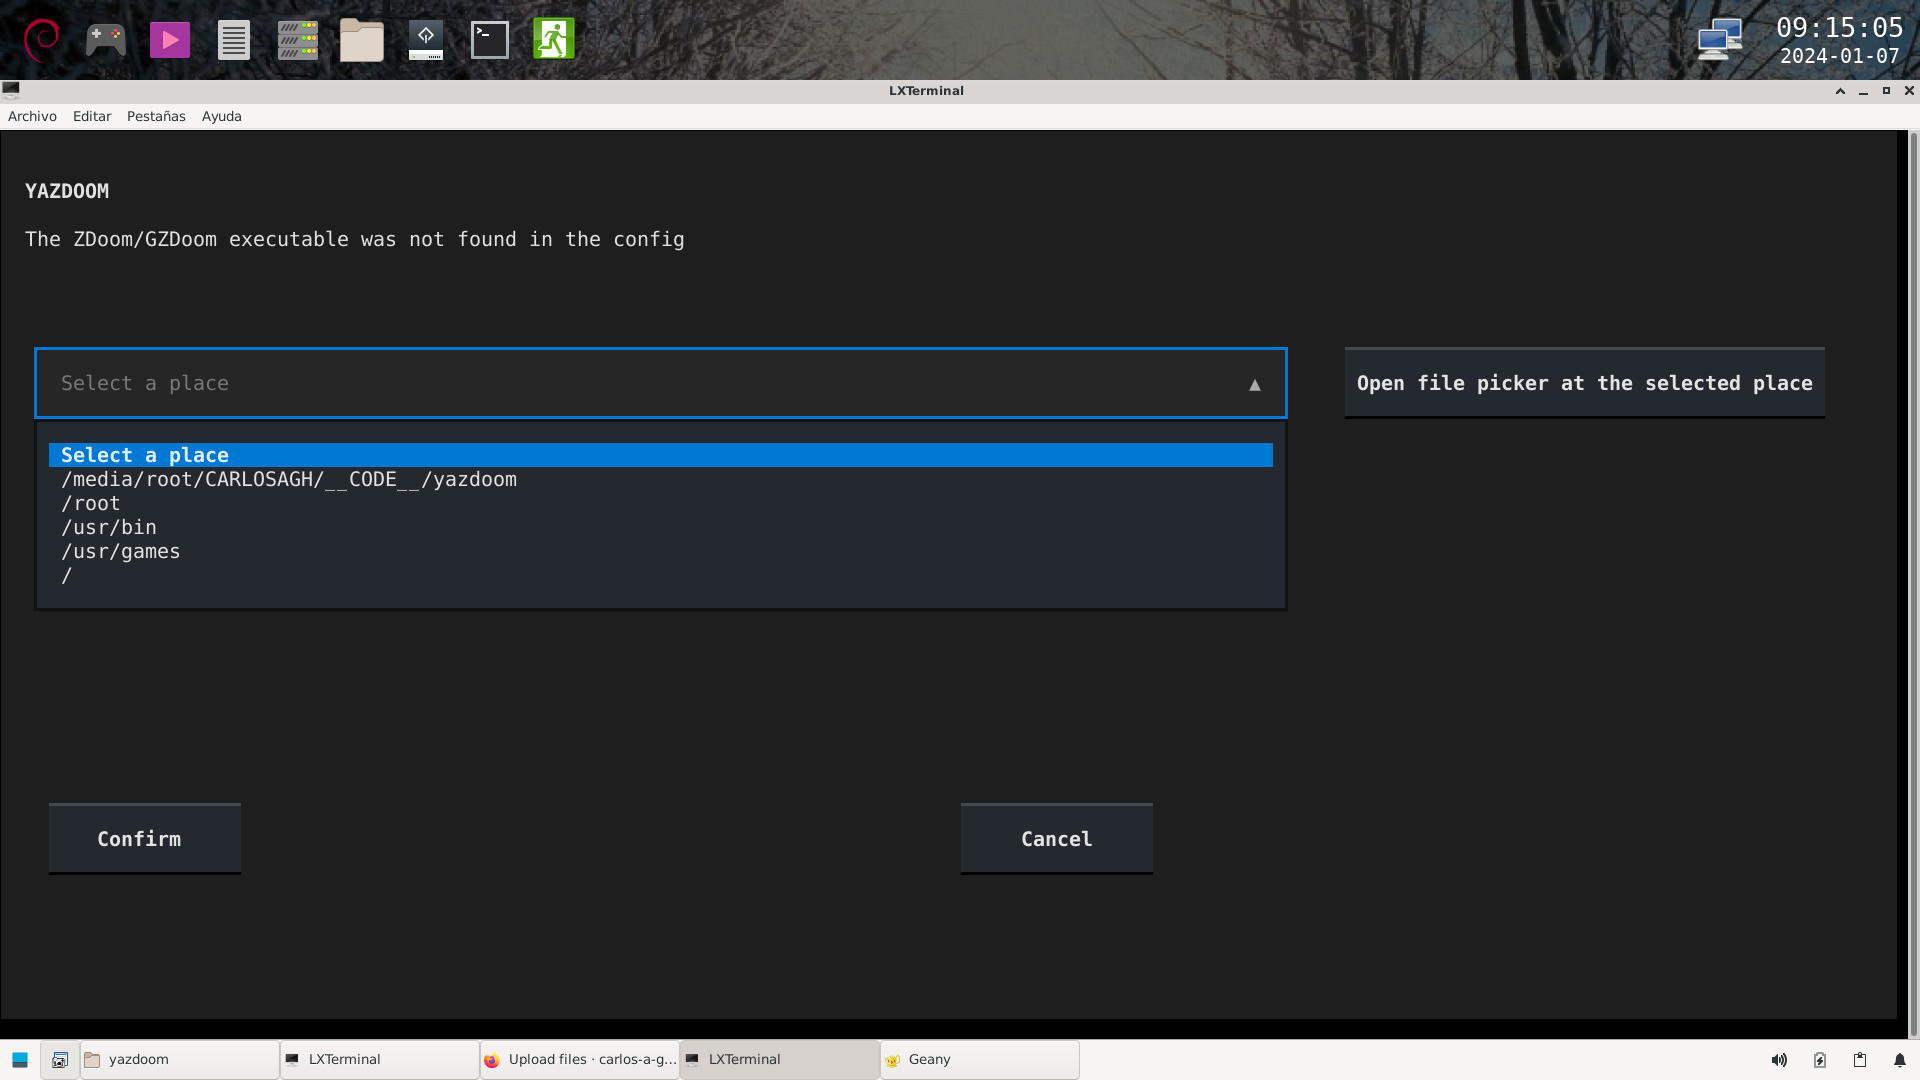 09:15:05
2024-01-07
LXTerminal
Archivo Editar Pestañas Ayuda
YAZDOOM
The ZDoom/GZDoom executable was not found in the config
Select a place ▲
Open file picker at the selected place
Select a place
/media/root/CARLOSAGH/__CODE__/yazdoom
/root
/usr/bin
/usr/games
/
Confirm
Cancel
yazdoom
LXTerminal
Upload files · carlos-a-g...
LXTerminal
Geany